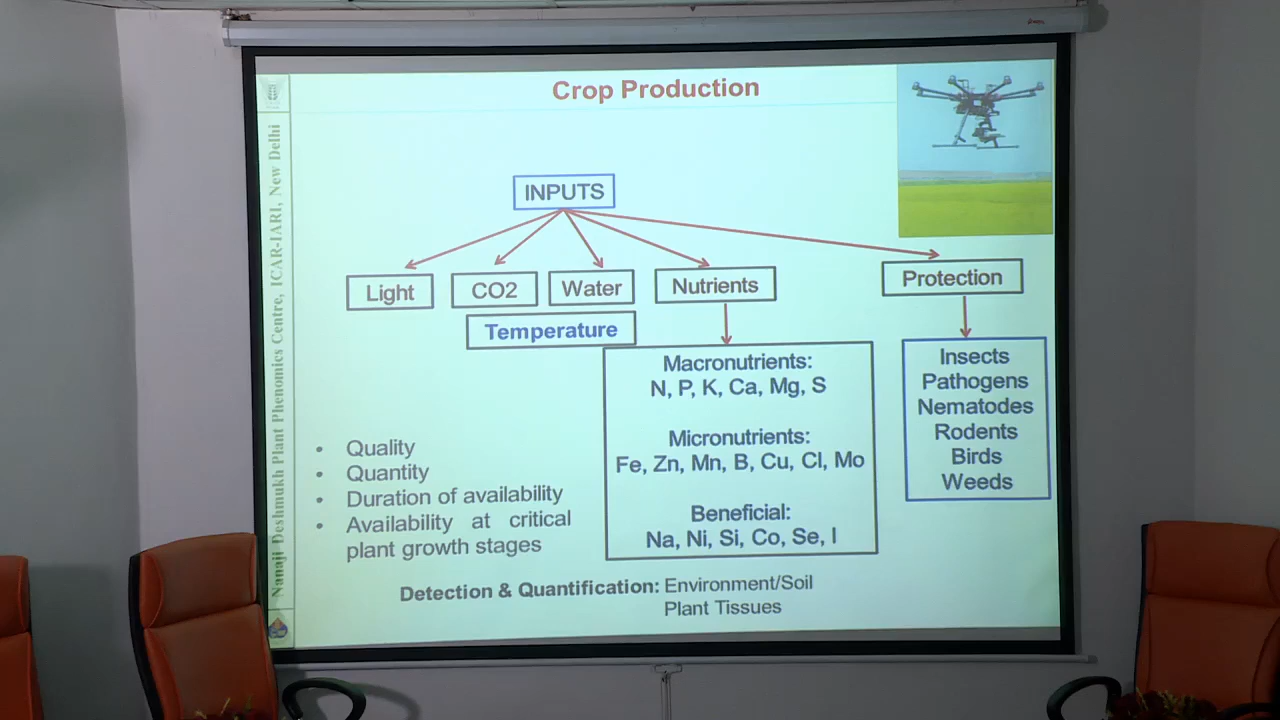 Crop Production
Nanaji Deshmukh Plant Phenomics Centre, ICAR-IARI, New Delhi
INPUTS
Light
CO2
Water
Nutrients
Protection
Temperature
Macronutrients:
N, P, K, Ca, Mg, S
Micronutrients:
Fe, Zn, Mn, B, Cu, Cl, Mo
Beneficial:
Na, Ni, Si, Co, Se, I
Insects
Pathogens
Nematodes
Rodents
Birds
Weeds
• Quality
• Quantity
• Duration of availability
• Availability at critical
plant growth stages
Detection & Quantification: Environment/Soil
Plant Tissues